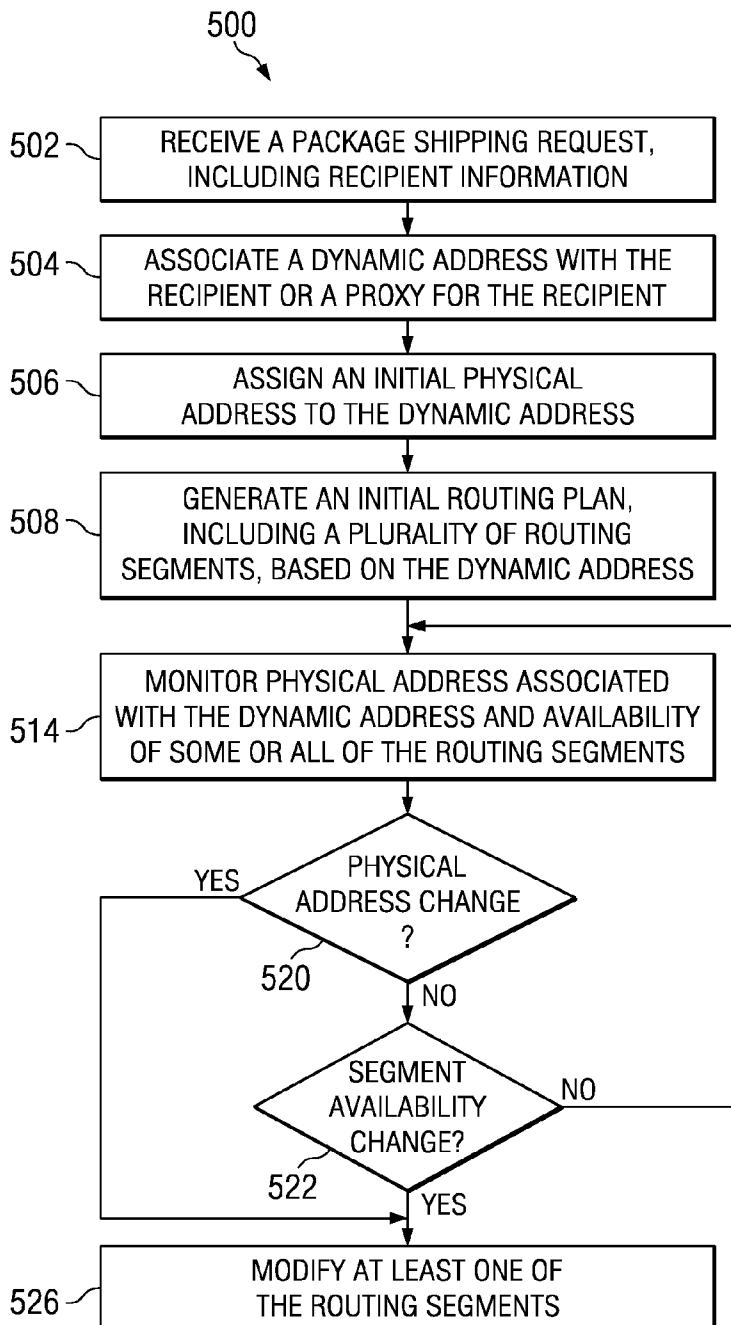 500
502
RECEIVE A PACKAGE SHIPPING REQUEST,
INCLUDING RECIPIENT INFORMATION
504
ASSOCIATE A DYNAMIC ADDRESS WITH THE
RECIPIENT OR A PROXY FOR THE RECIPIENT
506
ASSIGN AN INITIAL PHYSICAL
ADDRESS TO THE DYNAMIC ADDRESS
508
GENERATE AN INITIAL ROUTING PLAN,
INCLUDING A PLURALITY OF ROUTING
SEGMENTS, BASED ON THE DYNAMIC ADDRESS
514
MONITOR PHYSICAL ADDRESS ASSOCIATED
WITH THE DYNAMIC ADDRESS AND AVAILABILITY
OF SOME OR ALL OF THE ROUTING SEGMENTS
YES
PHYSICAL
ADDRESS CHANGE
?
520
NO
SEGMENT
AVAILABILITY
CHANGE?
NO
522
YES
526
MODIFY AT LEAST ONE OF
THE ROUTING SEGMENTS